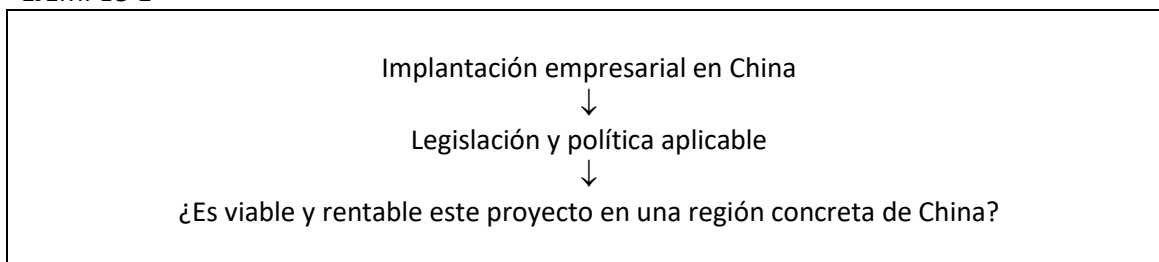 Implantación empresarial en China
↓
Legislación y política aplicable
↓
¿Es viable y rentable este proyecto en una región concreta de China?